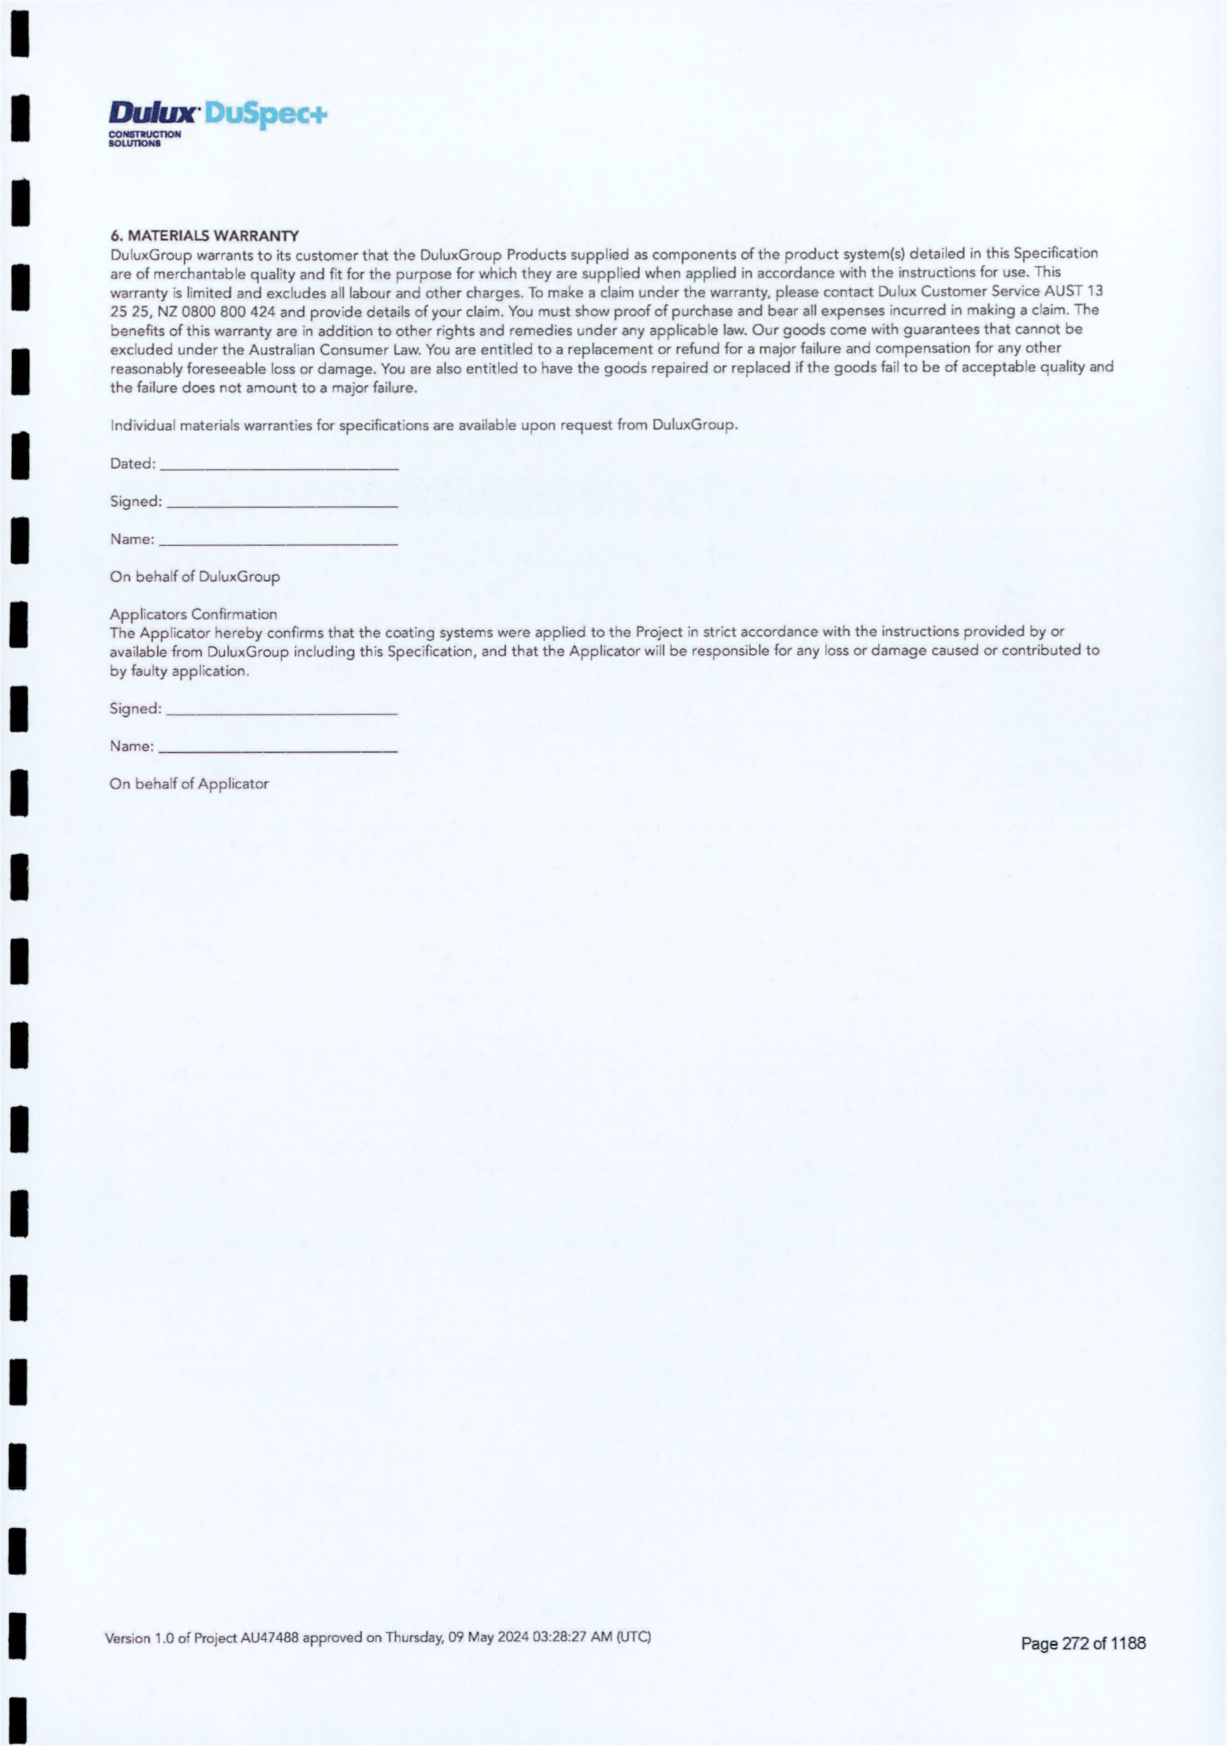 Dulux DuSpec+
CONSTRUCTION
SOLUTIONS
6. MATERIALS WARRANTY
DuluxGroup warrants to its customer that the DuluxGroup Products supplied as components of the product system(s) detailed in this Specification
are of merchantable quality and fit for the purpose for which they are supplied when applied in accordance with the instructions for use. This
warranty is limited and excludes all labour and other charges. To make a claim under the warranty, please contact Dulux Customer Service AUST 13
25 25, NZ 0800 800 424 and provide details of your claim. You must show proof of purchase and bear all expenses incurred in making a claim. The
benefits of this warranty are in addition to other rights and remedies under any applicable law. Our goods come with guarantees that cannot be
excluded under the Australian Consumer Law. You are entitled to a replacement or refund for a major failure and compensation for any other
reasonably foreseeable loss or damage. You are also entitled to have the goods repaired or replaced if the goods fail to be of acceptable quality and
the failure does not amount to a major failure.
Individual materials warranties for specifications are available upon request from DuluxGroup.
Dated: ____________________________
Signed: ___________________________
Name: ____________________________
On behalf of DuluxGroup
Applicators Confirmation
The Applicator hereby confirms that the coating systems were applied to the Project in strict accordance with the instructions provided by or
available from DuluxGroup including this Specification, and that the Applicator will be responsible for any loss or damage caused or contributed to
by faulty application.
Signed: ___________________________
Name: ____________________________
On behalf of Applicator
Version 1.0 of Project AU47488 approved on Thursday, 09 May 2024 03:28:27 AM (UTC)
Page 272 of 1188